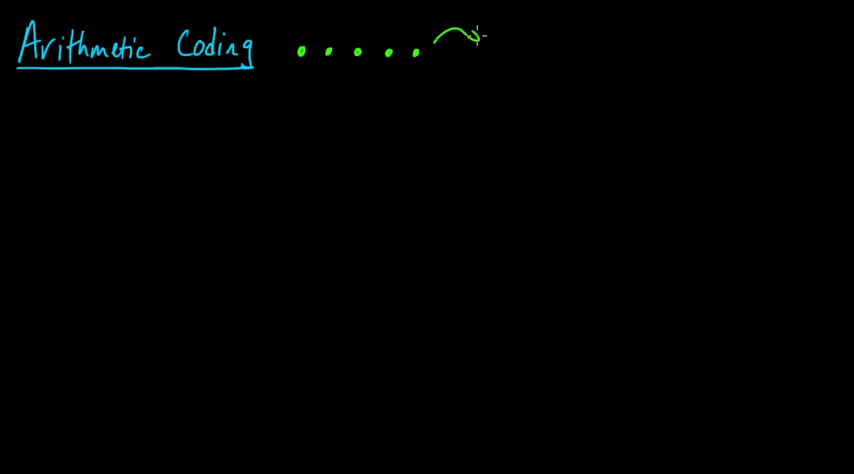 Arithmetic Coding . . . . .